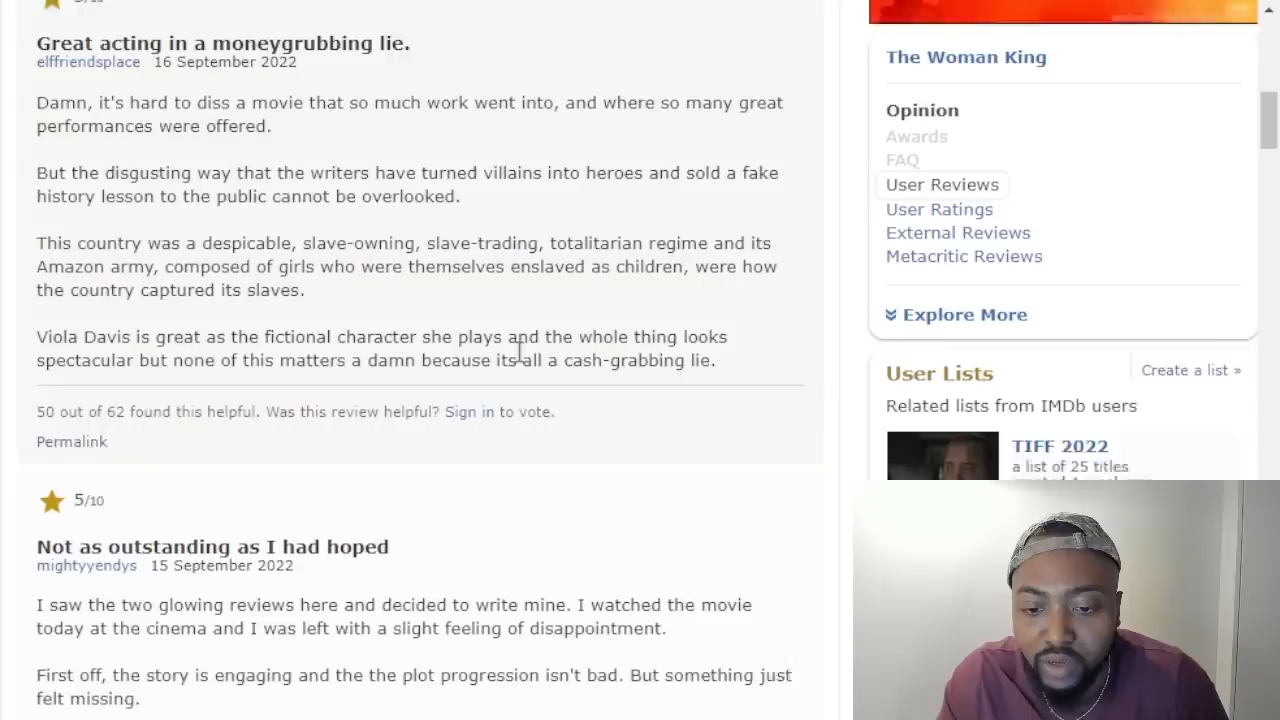 Great acting in a moneygrubbing lie.
elffriendsplace 16 September 2022
Damn, it's hard to diss a movie that so much work went into, and where so many great
performances were offered.
But the disgusting way that the writers have turned villains into heroes and sold a fake
history lesson to the public cannot be overlooked.
This country was a despicable, slave-owning, slave-trading, totalitarian regime and its
Amazon army, composed of girls who were themselves enslaved as children, were how
the country captured its slaves.
Viola Davis is great as the fictional character she plays and the whole thing looks
spectacular but none of this matters a damn because its all a cash-grabbing lie.
50 out of 62 found this helpful. Was this review helpful? Sign in to vote.
Permalink
5/10
Not as outstanding as I had hoped
mightyyendys 15 September 2022
I saw the two glowing reviews here and decided to write mine. I watched the movie
today at the cinema and I was left with a slight feeling of disappointment.
First off, the story is engaging and the the plot progression isn't bad. But something just
felt missing.
The Woman King
Opinion
Awards
FAQ
User Reviews
User Ratings
External Reviews
Metacritic Reviews
Explore More
User Lists
Create a list »
Related lists from IMDb users
TIFF 2022
a list of 25 titles